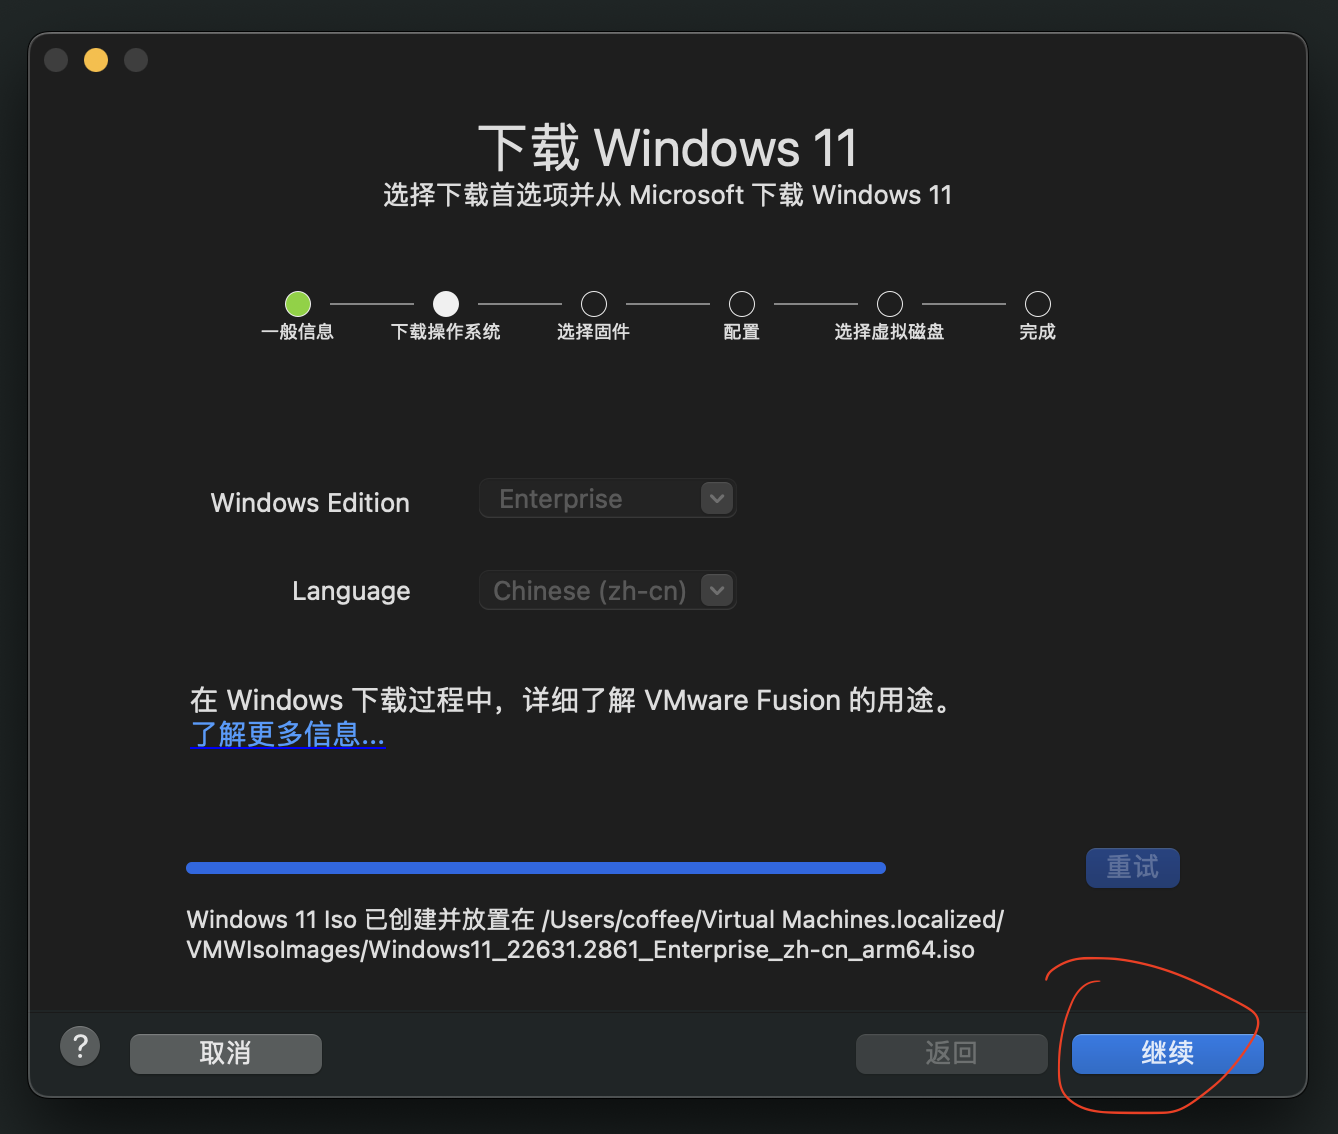 下载 Windows 11
选择下载首选项并从 Microsoft 下载 Windows 11
一般信息
下载操作系统
选择固件
配置
选择虚拟磁盘
完成
Windows Edition
Enterprise
Language
Chinese (zh-cn)
在 Windows 下载过程中，详细了解 VMware Fusion 的用途。
了解更多信息...
重试
Windows 11 Iso 已创建并放置在 /Users/coffee/Virtual Machines.localized/
VMWIsoImages/Windows11_22631.2861_Enterprise_zh-cn_arm64.iso
?
取消
返回
继续